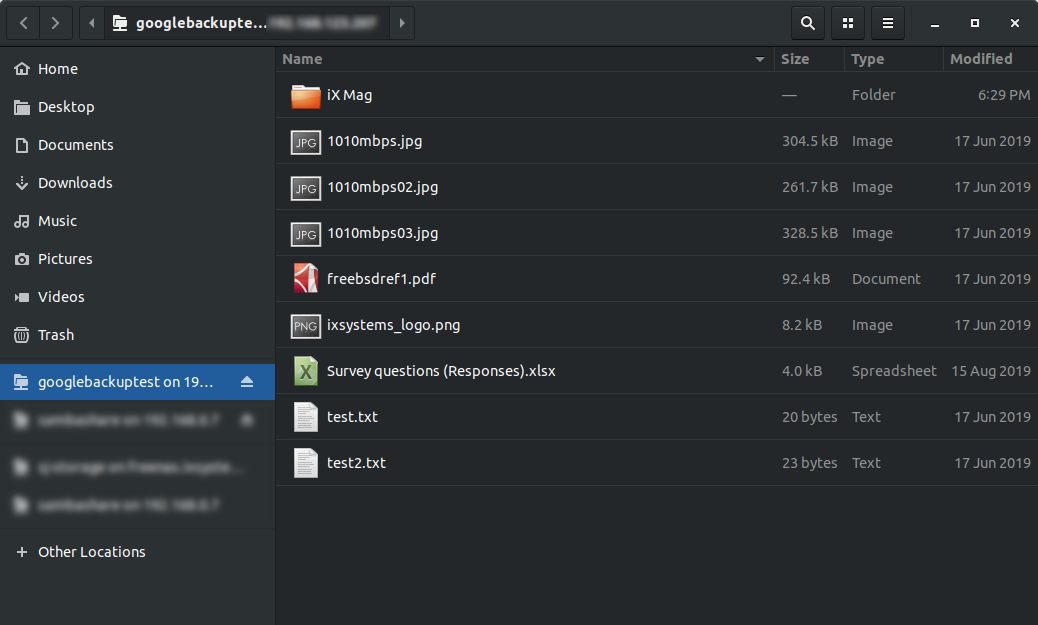 googlebackupte...
Name Size Type Modified
Home
Desktop
Documents
Downloads
Music
Pictures
Videos
Trash
googlebackuptest on 19...
Other Locations
iX Mag — Folder 6:29 PM
JPG 1010mbps.jpg 304.5 kB Image 17 Jun 2019
JPG 1010mbps02.jpg 261.7 kB Image 17 Jun 2019
JPG 1010mbps03.jpg 328.5 kB Image 17 Jun 2019
freebsdref1.pdf 92.4 kB Document 17 Jun 2019
PNG ixsystems_logo.png 8.2 kB Image 17 Jun 2019
X Survey questions (Responses).xlsx 4.0 kB Spreadsheet 15 Aug 2019
test.txt 20 bytes Text 17 Jun 2019
test2.txt 23 bytes Text 17 Jun 2019